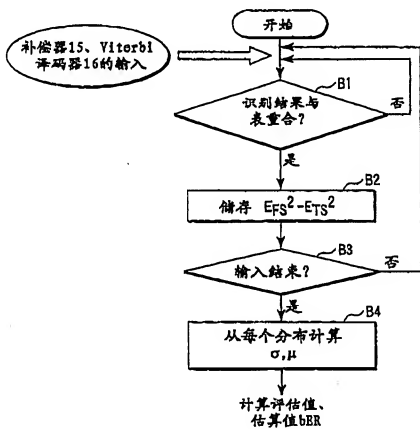 开始
补偿器15、Viterbi
译码器16的输入
B1
识别结果与
表重合?
否
是
B2
储存 E_FS²-E_TS²
B3
输入结束?
否
是
B4
从每个分布计算
σ,μ
计算评估值、
估算值bER